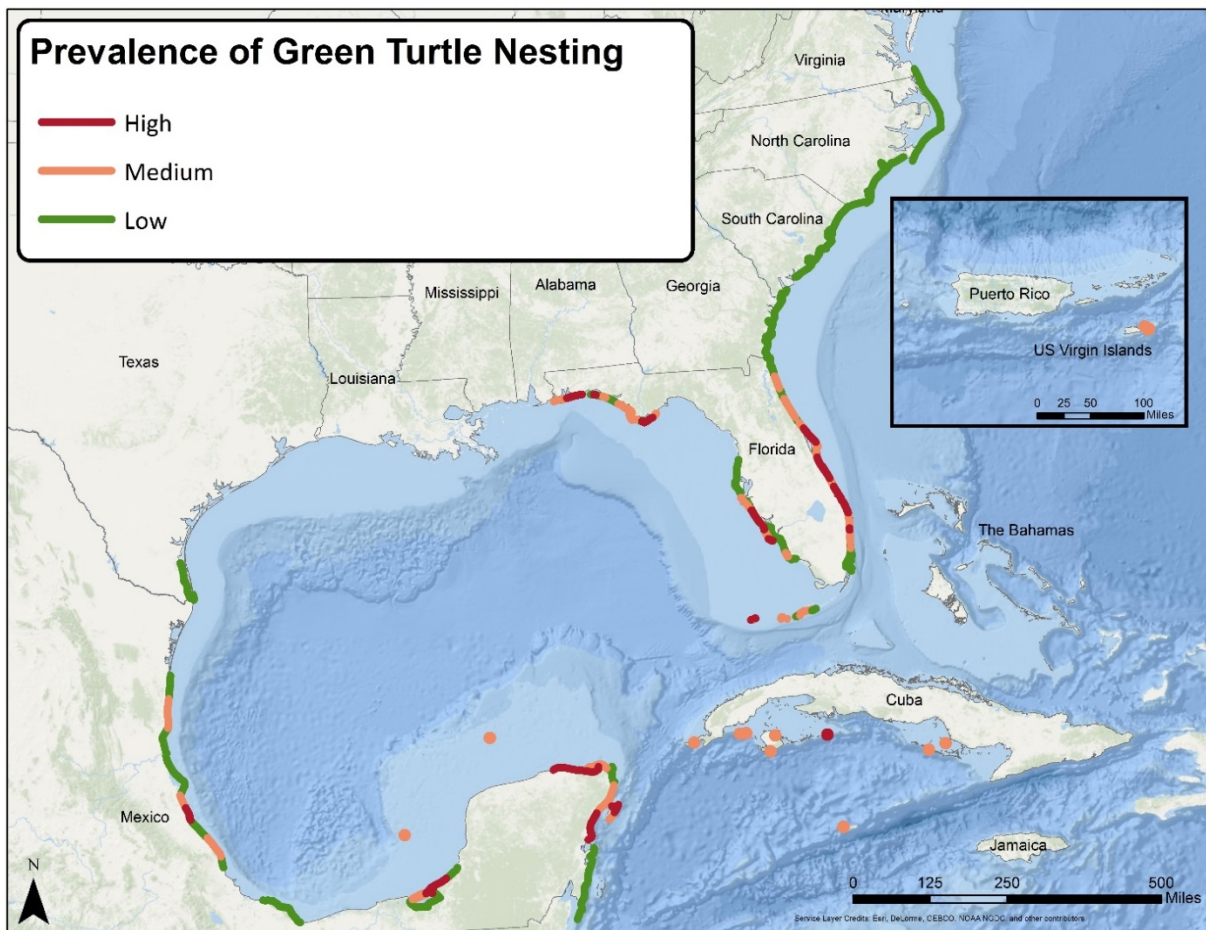 Prevalence of Green Turtle Nesting
High
Medium
Low
Maryland
Virginia
North Carolina
South Carolina
Georgia
Alabama
Mississippi
Louisiana
Texas
Florida
The Bahamas
Cuba
Jamaica
Mexico
Puerto Rico
US Virgin Islands
0 25 50 100
Miles
N
0 125 250 500
Miles
Service Layer Credits: Esri, DeLorme, GEBCO, NOAA NGDC, and other contributors